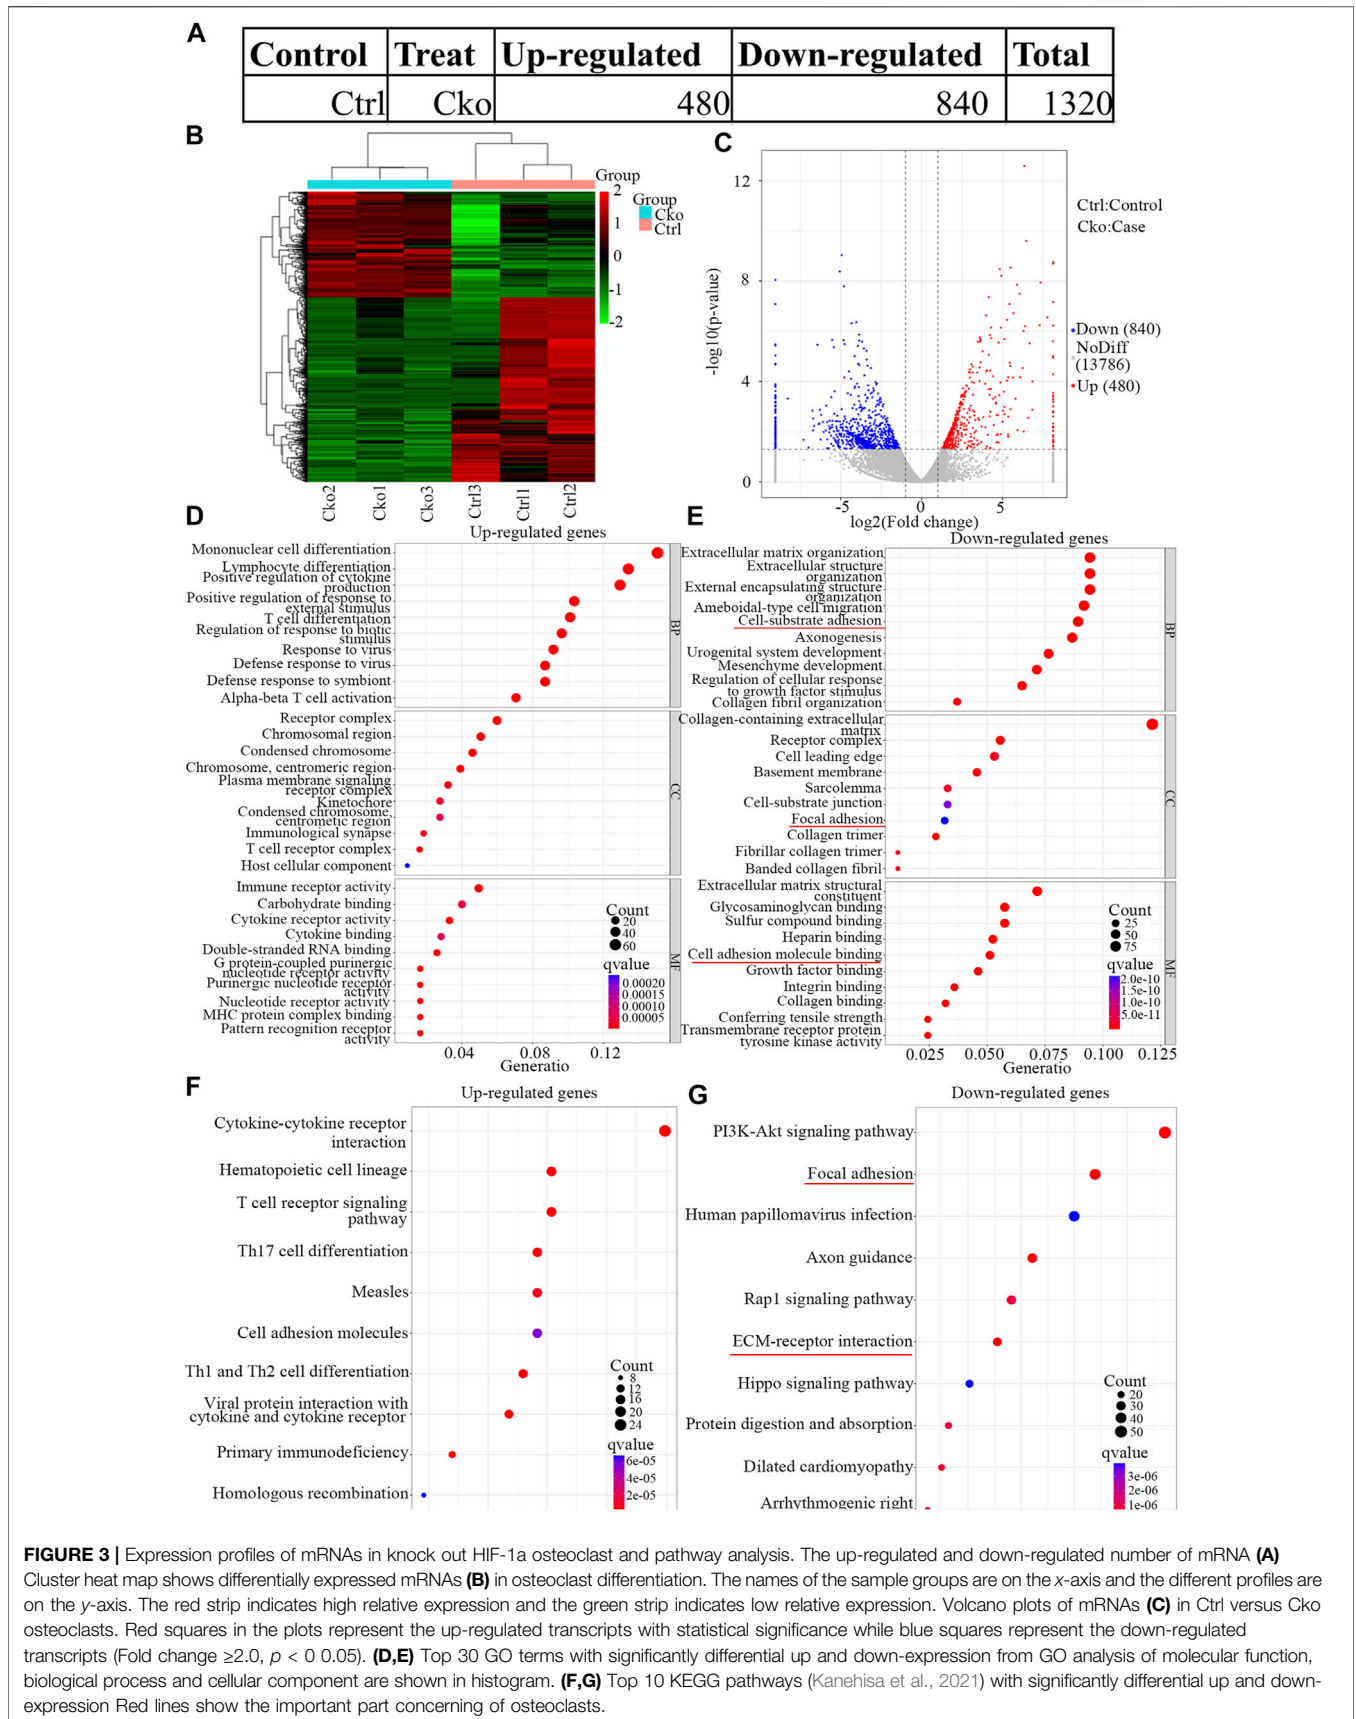 A
Control Treat Up-regulated Down-regulated Total
Ctrl Cko 480 840 1320
B
Group
2
1
0
-1
-2
Group
Cko
Ctrl
Cko2 Cko1 Cko3 Ctrl3 Ctrl1 Ctrl2
C
-log10(p-value)
12
8
4
0
-5 0 5
log2(Fold change)
Ctrl:Control
Cko:Case
Down (840)
NoDiff
(13786)
Up (480)
D
Up-regulated genes
Mononuclear cell differentiation
Lymphocyte differentiation
Positive regulation of cytokine
production
Positive regulation of response to
external stimulus
T cell differentiation
Regulation of response to biotic
stimulus
Response to virus
Defense response to virus
Defense response to symbiont
Alpha-beta T cell activation
BP
Receptor complex
Chromosomal region
Condensed chromosome
Chromosome, centromeric region
Plasma membrane signaling
receptor complex
Kinetochore
Condensed chromosome,
centrometic region
Immunological synapse
T cell receptor complex
Host cellular component
CC
Immune receptor activity
Carbohydrate binding
Cytokine receptor activity
Cytokine binding
Double-stranded RNA binding
G protein-coupled purinergic
nucleotide receptor activity
Purinergic nucleotide receptor
activity
Nucleotide receptor activity
MHC protein complex binding
Pattern recognition receptor
activity
MF
Count
20
40
60
qvalue
0.00020
0.00015
0.00010
0.00005
0.04 0.08 0.12
Generatio
E
Down-regulated genes
Extracellular matrix organization
Extracellular structure
organization
External encapsulating structure
organization
Ameboidal-type cell migration
Cell-substrate adhesion
Axonogenesis
Urogenital system development
Mesenchyme development
Regulation of cellular response
to growth factor stimulus
Collagen fibril organization
BP
Collagen-containing extracellular
matrix
Receptor complex
Cell leading edge
Basement membrane
Sarcolemma
Cell-substrate junction
Focal adhesion
Collagen trimer
Fibrillar collagen trimer
Banded collagen fibril
CC
Extracellular matrix structural
constituent
Glycosaminoglycan binding
Sulfur compound binding
Heparin binding
Cell adhesion molecule binding
Growth factor binding
Integrin binding
Collagen binding
Conferring tensile strength
Transmembrane receptor protein
tyrosine kinase activity
MF
Count
25
50
75
qvalue
2.0e-10
1.5e-10
1.0e-10
5.0e-11
0.025 0.050 0.075 0.100 0.125
Generatio
F
Up-regulated genes
Cytokine-cytokine receptor
interaction
Hematopoietic cell lineage
T cell receptor signaling
pathway
Th17 cell differentiation
Measles
Cell adhesion molecules
Th1 and Th2 cell differentiation
Viral protein interaction with
cytokine and cytokine receptor
Primary immunodeficiency
Homologous recombination
Count
8
12
16
20
24
qvalue
6e-05
4e-05
2e-05
G
Down-regulated genes
PI3K-Akt signaling pathway
Focal adhesion
Human papillomavirus infection
Axon guidance
Rap1 signaling pathway
ECM-receptor interaction
Hippo signaling pathway
Protein digestion and absorption
Dilated cardiomyopathy
Arrhythmogenic right
Count
20
30
40
50
qvalue
3e-06
2e-06
1e-06
FIGURE 3 | Expression profiles of mRNAs in knock out HIF-1a osteoclast and pathway analysis. The up-regulated and down-regulated number of mRNA (A)
Cluster heat map shows differentially expressed mRNAs (B) in osteoclast differentiation. The names of the sample groups are on the x-axis and the different profiles are
on the y-axis. The red strip indicates high relative expression and the green strip indicates low relative expression. Volcano plots of mRNAs (C) in Ctrl versus Cko
osteoclasts. Red squares in the plots represent the up-regulated transcripts with statistical significance while blue squares represent the down-regulated
transcripts (Fold change ≥2.0, p < 0 0.05). (D,E) Top 30 GO terms with significantly differential up and down-expression from GO analysis of molecular function,
biological process and cellular component are shown in histogram. (F,G) Top 10 KEGG pathways (Kanehisa et al., 2021) with significantly differential up and down-
expression Red lines show the important part concerning of osteoclasts.